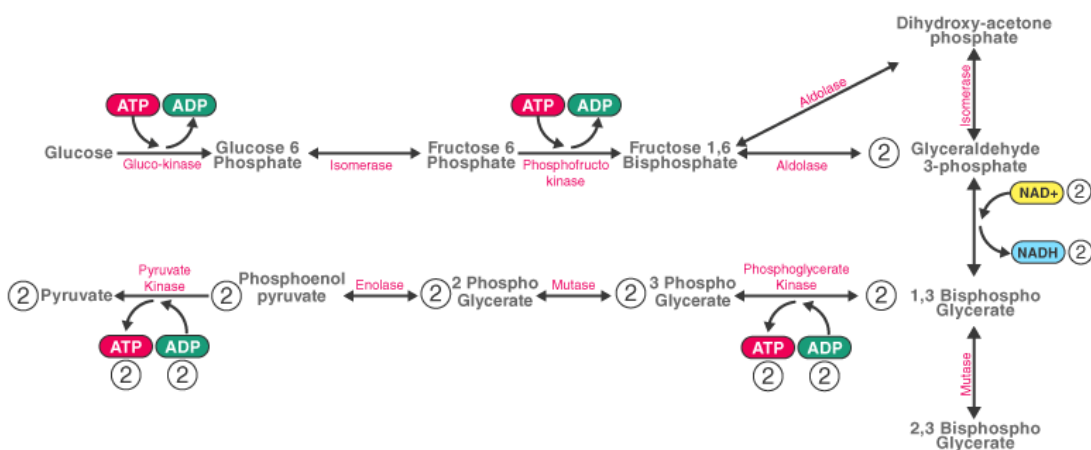 Dihydroxy-acetone
phosphate
Aldolase
Isomerase
ATP ADP
ATP ADP
Glucose
Gluco-kinase
Glucose 6
Phosphate
Isomerase
Fructose 6
Phosphate
Phosphofructo
kinase
Fructose 1,6
Bisphosphate
Aldolase
2
Glyceraldehyde
3-phosphate
NAD+ 2
NADH 2
2 Pyruvate
Pyruvate
Kinase
ATP ADP
2 2
2
Phosphoenol
pyruvate
Enolase
2
2 Phospho
Glycerate
Mutase
2
3 Phospho
Glycerate
Phosphoglycerate
Kinase
ATP ADP
2 2
2
1,3 Bisphospho
Glycerate
Mutase
2,3 Bisphospho
Glycerate